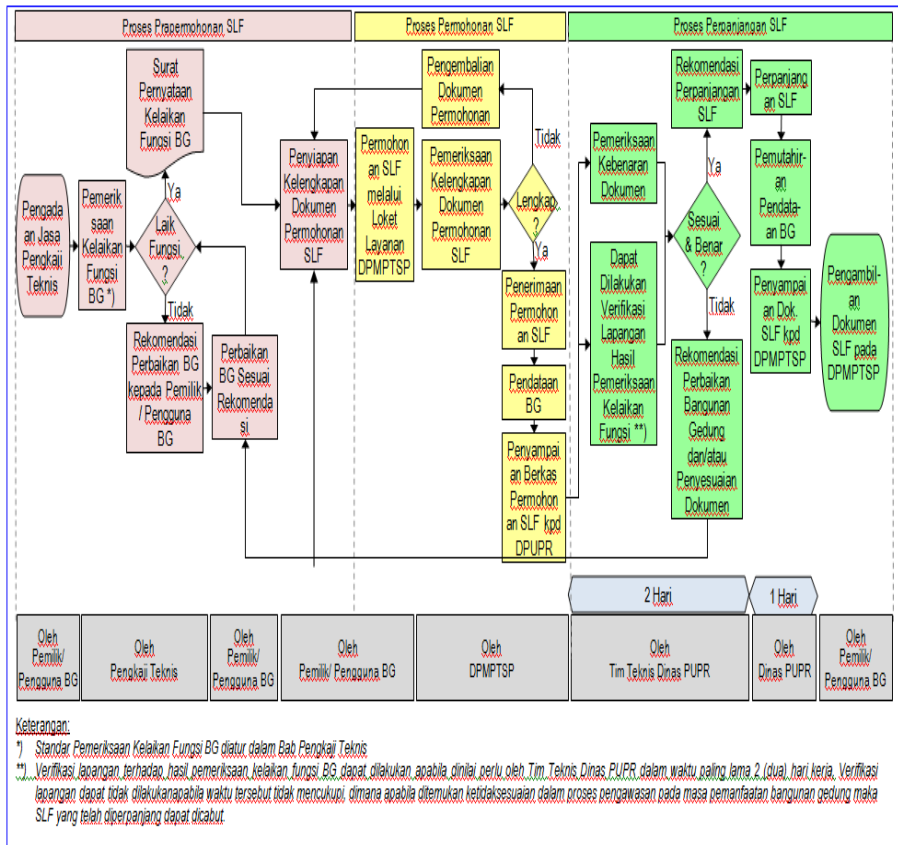 Proses Prapermohonan SLF
Proses Permohonan SLF
Proses Perpanjangan SLF
Surat
Pernyataan
Kelaikan
Fungsi BG
Pengembalian
Dokumen
Permohonan
Rekomendasi
Perpanjangan
SLF
Perpanjang
an SLF
Tidak
Pengada
an Jasa
Pengkaji
Teknis
Pemerik
saan
Kelaikan
Fungsi
BG *)
Ya
Laik
Fungsi
?
Tidak
Penyiapan
Kelengkapan
Dokumen
Permohonan
SLF
Permohon
an SLF
melalui
Loket
Layanan
DPMPTSP
Pemeriksaan
Kelengkapan
Dokumen
Permohonan
SLF
Lengkap
?
Ya
Pemeriksaan
Kebenaran
Dokumen
Ya
Sesuai
& Benar
?
Tidak
Pemutahir-
an
Pendata-
an BG
Rekomendasi
Perbaikan BG
kepada Pemilik
/ Pengguna
BG
Perbaikan
BG Sesuai
Rekomenda
si
Penerimaan
Permohon
an SLF
Pendataan
BG
Penyampai
an Berkas
Permohon
an SLF kpd
DPUPR
Dapat
Dilakukan
Verifikasi
Lapangan
Hasil
Pemeriksaan
Kelaikan
Fungsi **)
Rekomendasi
Perbaikan
Bangunan
Gedung
dan/atau
Penyesuaian
Dokumen
Penyampai
an Dok.
SLF kpd
DPMPTSP
Pengambil-
an
Dokumen
SLF pada
DPMPTSP
2 Hari
1 Hari
Oleh
Pemilik/
Pengguna BG
Oleh
Pengkaji Teknis
Oleh
Pemilik/
Pengguna BG
Oleh
Pemilik/ Pengguna BG
Oleh
DPMPTSP
Oleh
Tim Teknis Dinas PUPR
Oleh
Dinas PUPR
Oleh
Pemilik/
Pengguna BG
Keterangan:
*) Standar Pemeriksaan Kelaikan Fungsi BG diatur dalam Bab Pengkaji Teknis
**) Verifikasi lapangan terhadap hasil pemeriksaan kelaikan fungsi BG dapat dilakukan apabila dinilai perlu oleh Tim Teknis Dinas PUPR dalam waktu paling lama 2 (dua) hari kerja. Verifikasi
lapangan dapat tidak dilakukanapabila waktu tersebut tidak mencukupi, dimana apabila ditemukan ketidaksesuaian dalam proses pengawasan pada masa pemanfaatan bangunan gedung maka
SLF yang telah diperpanjang dapat dicabut.